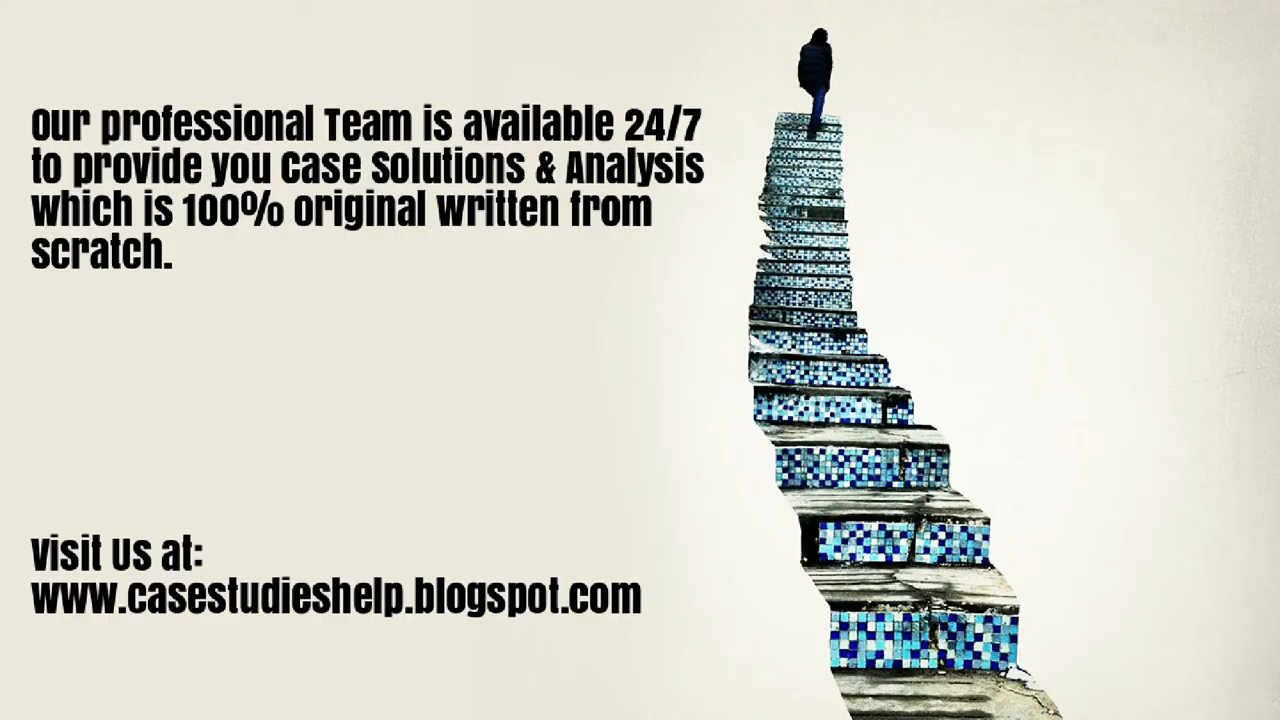 Our professional Team is available 24/7
to provide you Case Solutions & Analysis
which is 100% original written from
scratch.
Visit Us at:
www.casestudieshelp.blogspot.com